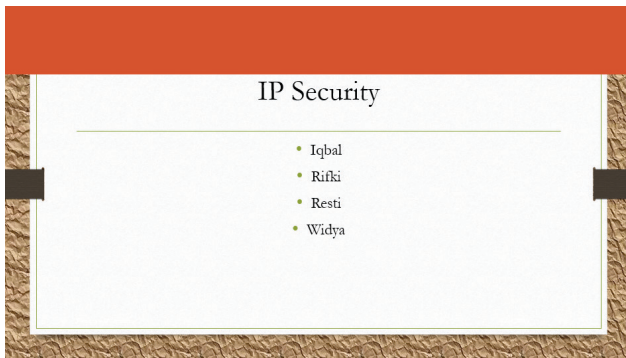 IP Security
• Iqbal
• Rifki
• Resti
• Widya